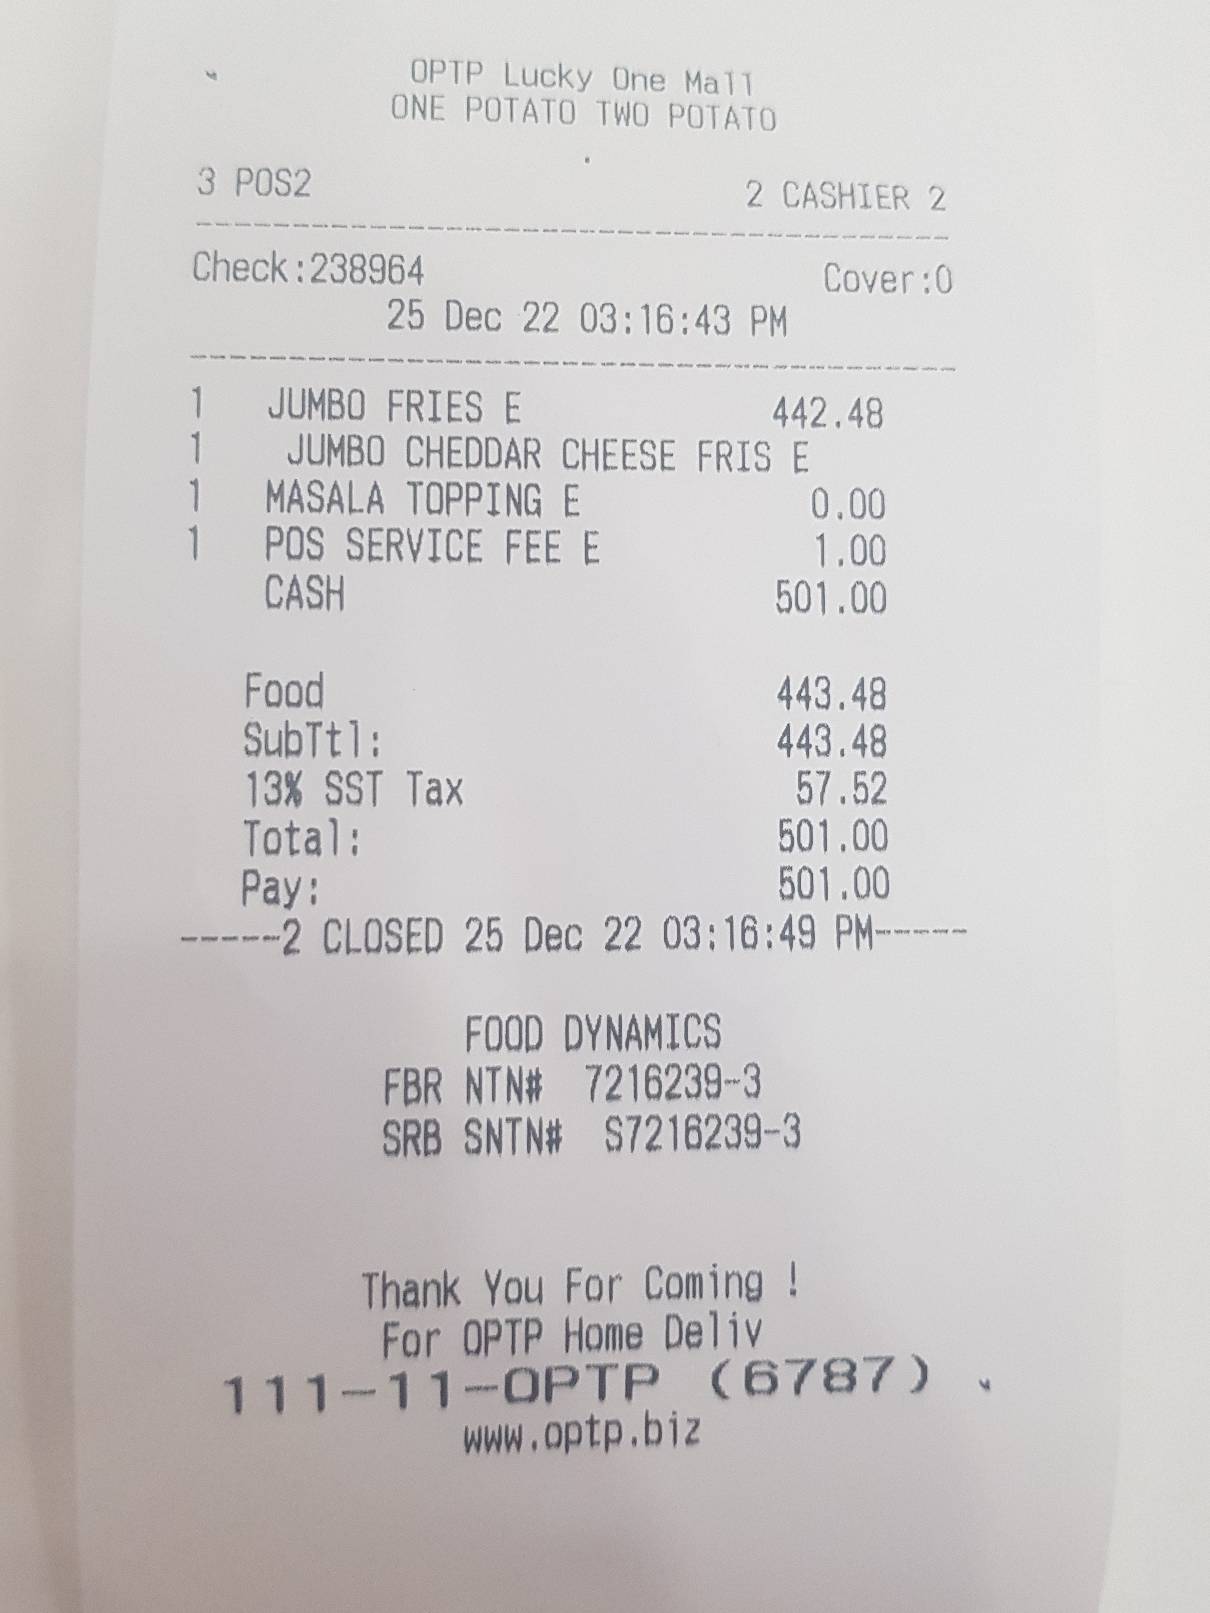 OPTP Lucky One Mall
ONE POTATO TWO POTATO
3 POS2 2 CASHIER 2
--------------------------------------
Check:238964 Cover:0
25 Dec 22 03:16:43 PM
--------------------------------------
1 JUMBO FRIES E 442.48
1 JUMBO CHEDDAR CHEESE FRIS E
1 MASALA TOPPING E 0.00
1 POS SERVICE FEE E 1.00
CASH 501.00
Food 443.48
SubTtl: 443.48
13% SST Tax 57.52
Total: 501.00
Pay: 501.00
-----2 CLOSED 25 Dec 22 03:16:49 PM-----
FOOD DYNAMICS
FBR NTN# 7216239-3
SRB SNTN# S7216239-3
Thank You For Coming !
For OPTP Home Deliv
111-11-OPTP (6787)
www.optp.biz